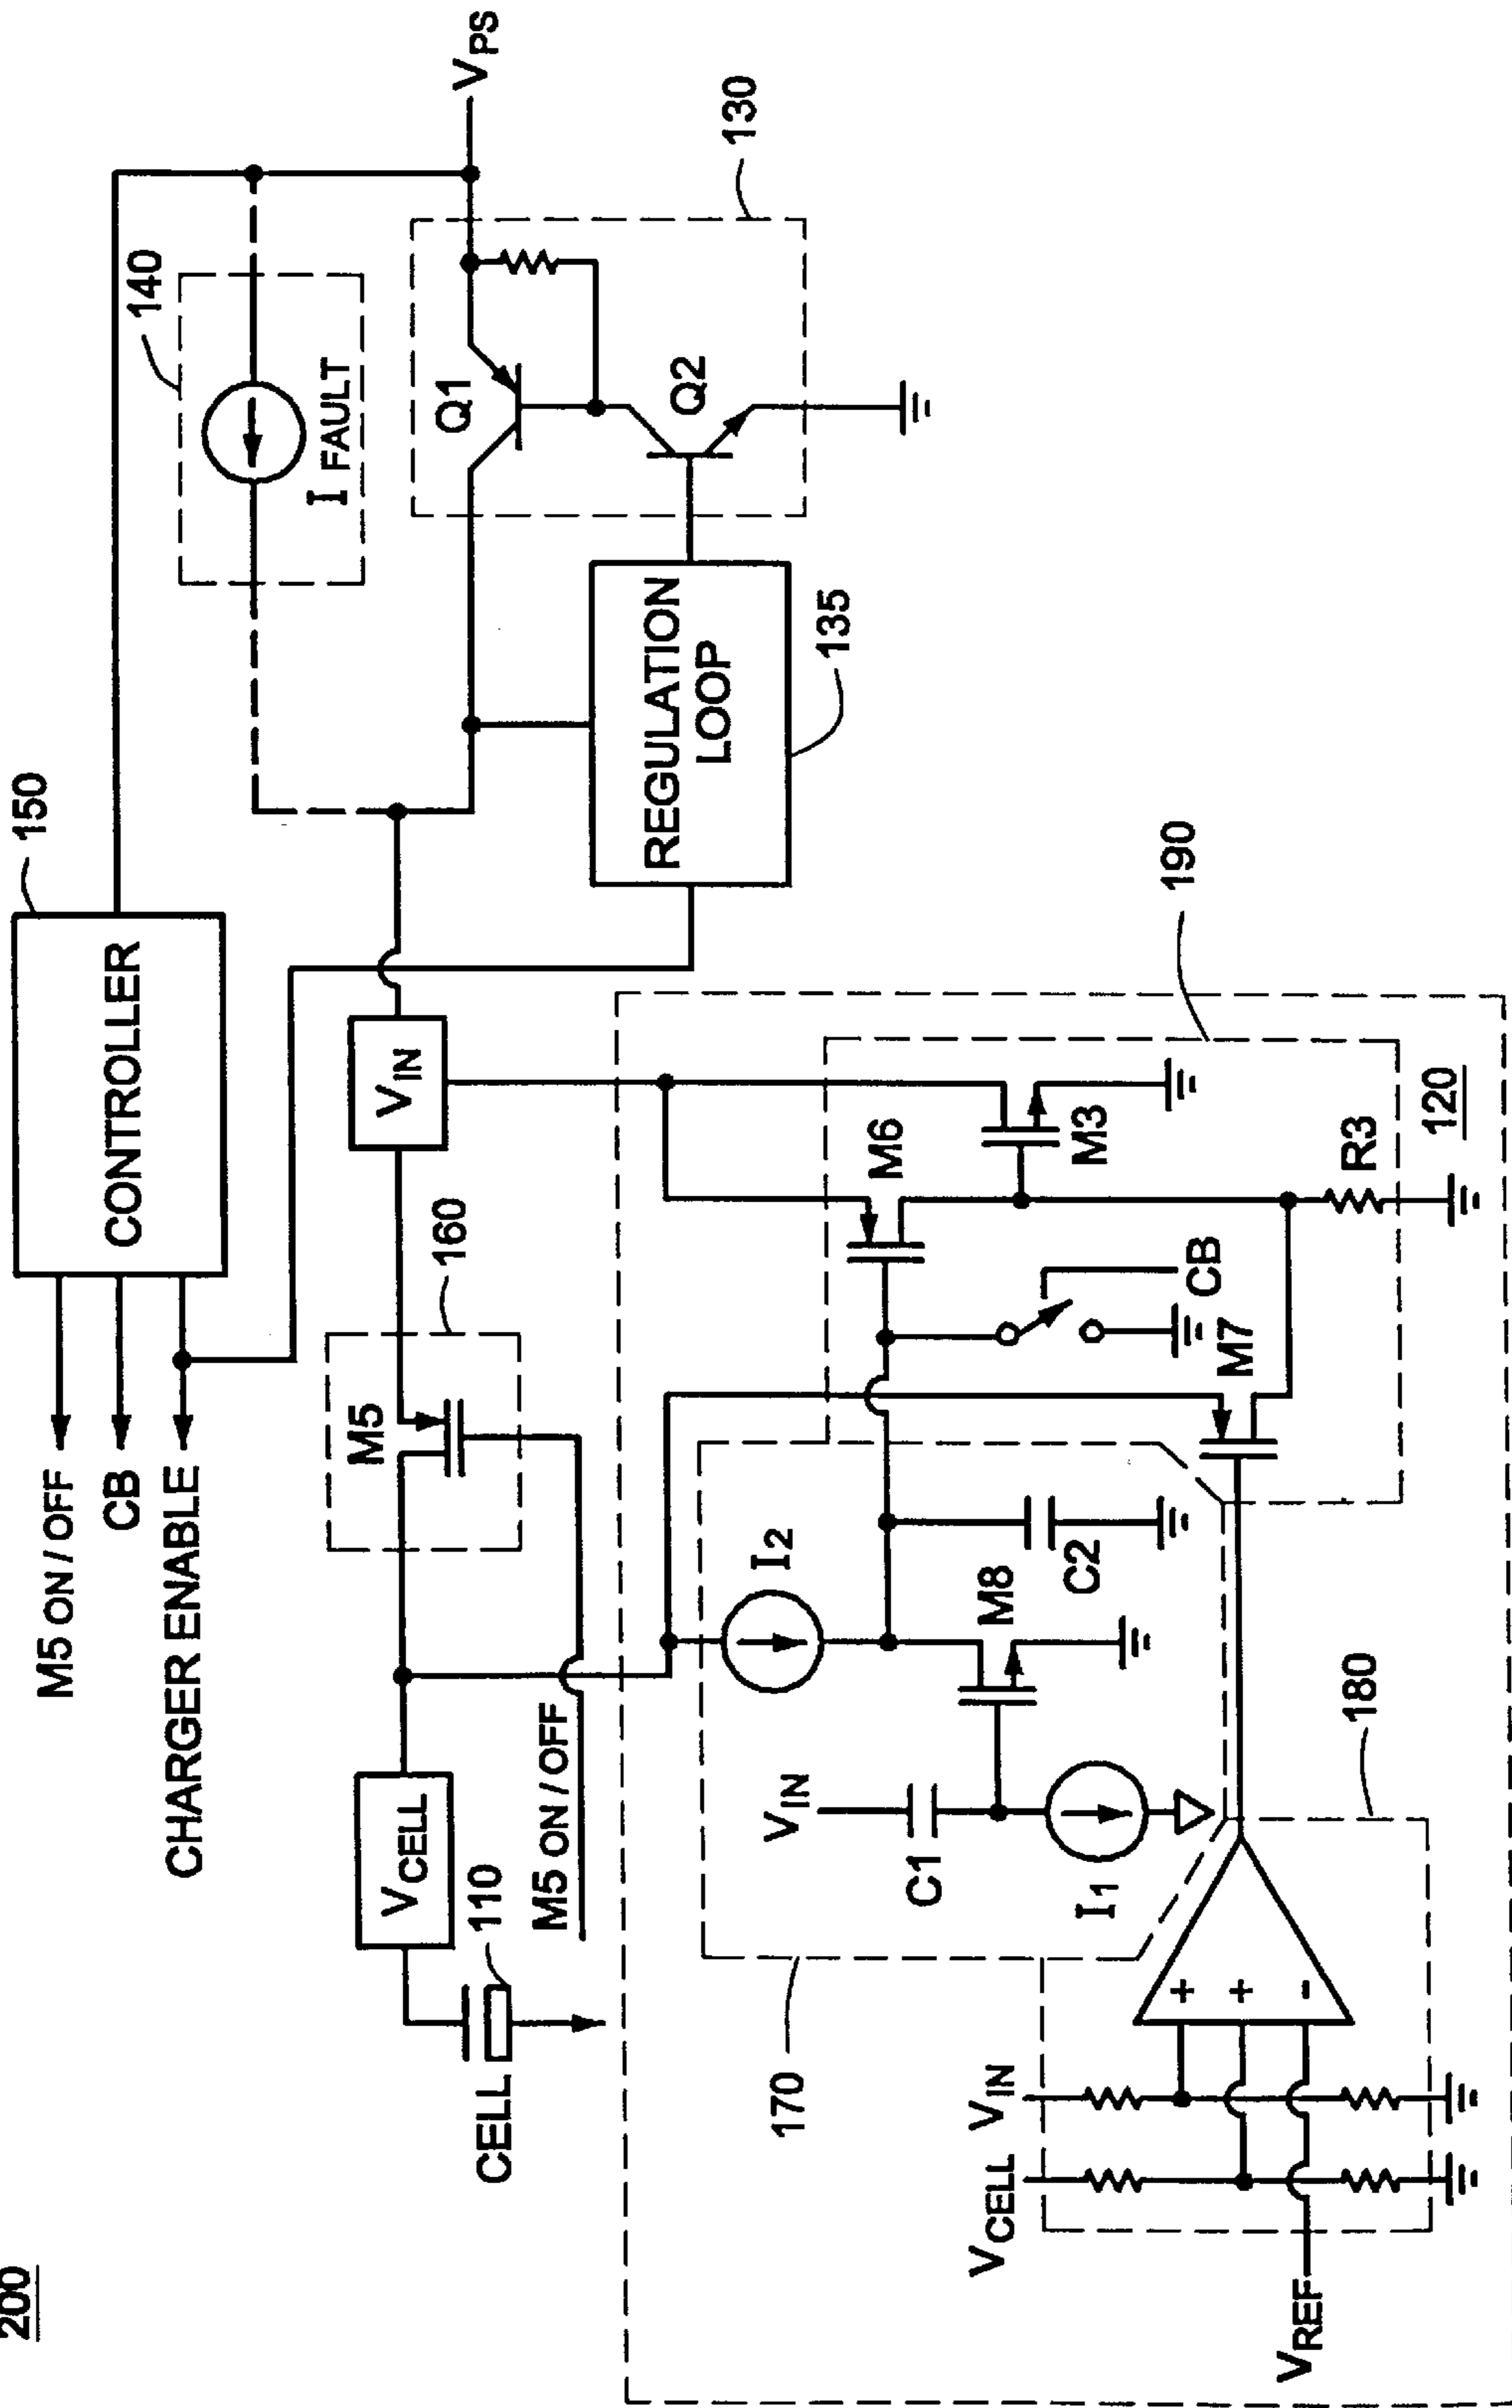 200
150
CONTROLLER
M5 ON / OFF
CB
CHARGER ENABLE
140
I FAULT
VPS
130
Q1
Q2
REGULATION
LOOP
135
VIN
160
M5
VCELL
110
CELL
M5 ON / OFF
190
M6
M3
CB
M7
R3
120
170
I2
C2
M8
VIN
C1
I1
180
+
+
-
VIN
VCELL
VREF